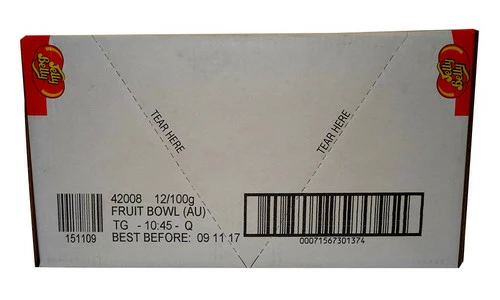 Jelly
Belly
Jelly
Belly
TEAR HERE
TEAR HERE
42008 12/100g
FRUIT BOWL (AU)
TG - 10:45 - Q
BEST BEFORE: 09 11 17
151109
00071567301374